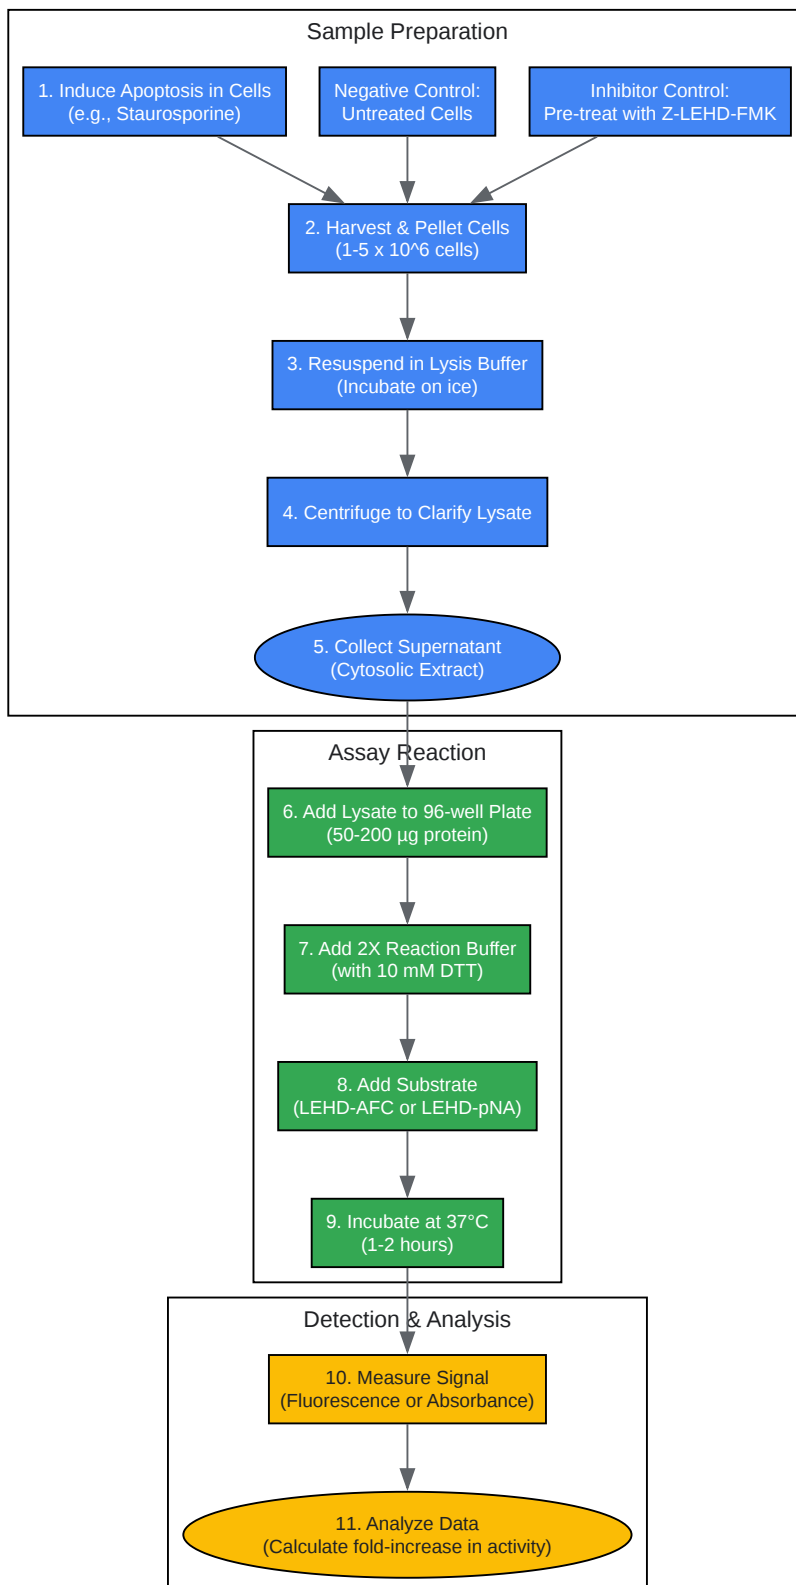 Sample Preparation
1. Induce Apoptosis in Cells
(e.g., Staurosporine)
Negative Control:
Untreated Cells
Inhibitor Control:
Pre-treat with Z-LEHD-FMK
2. Harvest & Pellet Cells
(1-5 x 10^6 cells)
3. Resuspend in Lysis Buffer
(Incubate on ice)
4. Centrifuge to Clarify Lysate
5. Collect Supernatant
(Cytosolic Extract)
Assay Reaction
6. Add Lysate to 96-well Plate
(50-200 µg protein)
7. Add 2X Reaction Buffer
(with 10 mM DTT)
8. Add Substrate
(LEHD-AFC or LEHD-pNA)
9. Incubate at 37°C
(1-2 hours)
Detection & Analysis
10. Measure Signal
(Fluorescence or Absorbance)
11. Analyze Data
(Calculate fold-increase in activity)